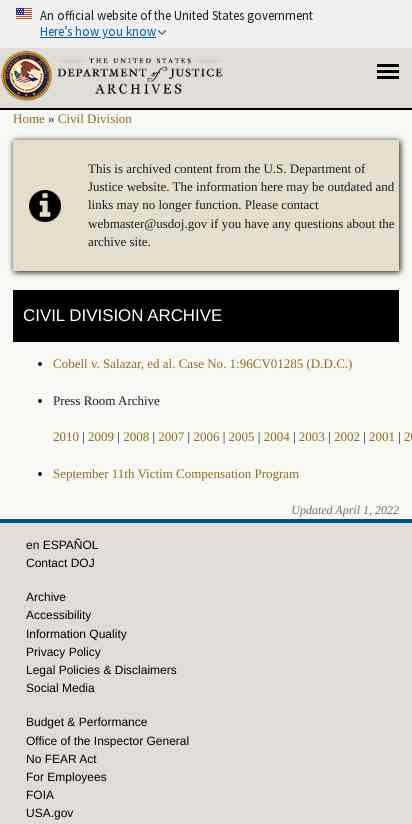 An official website of the United States government
Here's how you know
THE UNITED STATES
DEPARTMENT of JUSTICE
ARCHIVES
Home » Civil Division
This is archived content from the U.S. Department of
Justice website. The information here may be outdated and
links may no longer function. Please contact
webmaster@usdoj.gov if you have any questions about the
archive site.
CIVIL DIVISION ARCHIVE
Cobell v. Salazar, ed al. Case No. 1:96CV01285 (D.D.C.)
Press Room Archive
2010 | 2009 | 2008 | 2007 | 2006 | 2005 | 2004 | 2003 | 2002 | 2001 |
September 11th Victim Compensation Program
Updated April 1, 2022
en ESPAÑOL
Contact DOJ
Archive
Accessibility
Information Quality
Privacy Policy
Legal Policies & Disclaimers
Social Media
Budget & Performance
Office of the Inspector General
No FEAR Act
For Employees
FOIA
USA.gov